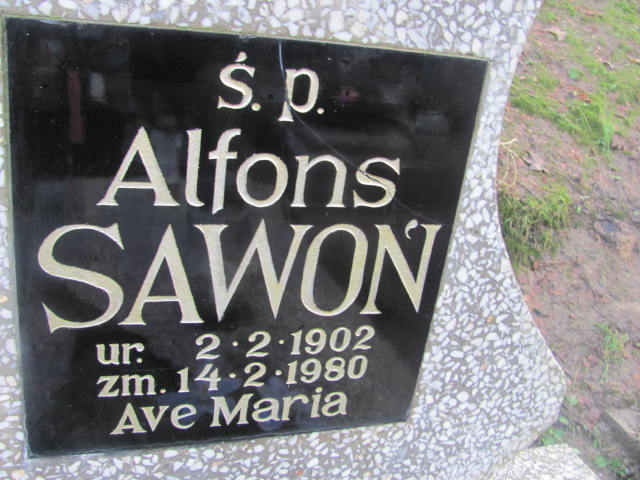 ś. p.
Alfons
SAWOŃ
ur: 2·2·1902
zm. 14·2·1980
Ave Maria